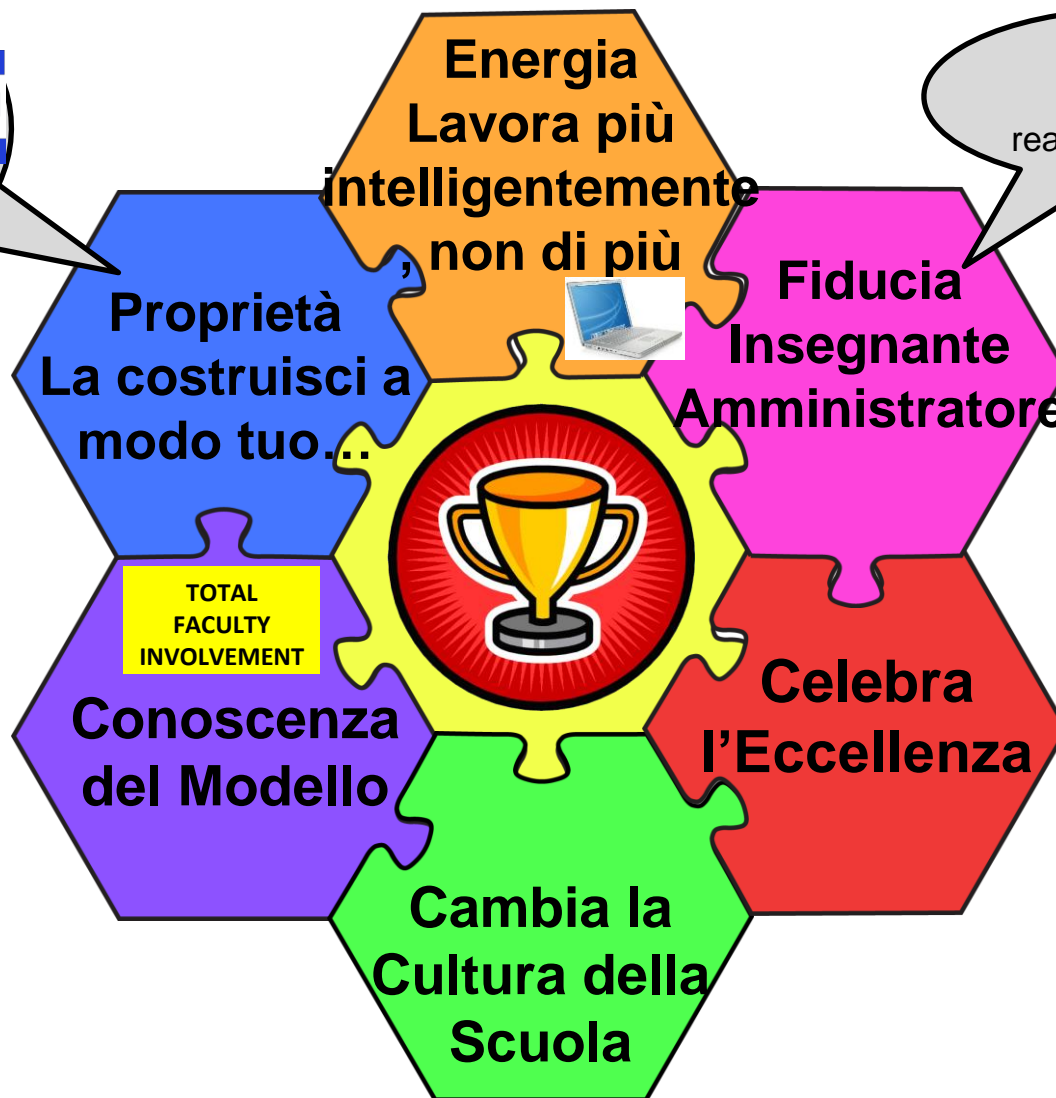 Energia
Lavora più
intelligentemente
, non di più
Proprietà
La costruisci a
modo tuo…
Fiducia
Insegnante
Amministratore
TOTAL
FACULTY
INVOLVEMENT
Conoscenza
del Modello
Celebra
l’Eccellenza
Cambia la
Cultura della
Scuola